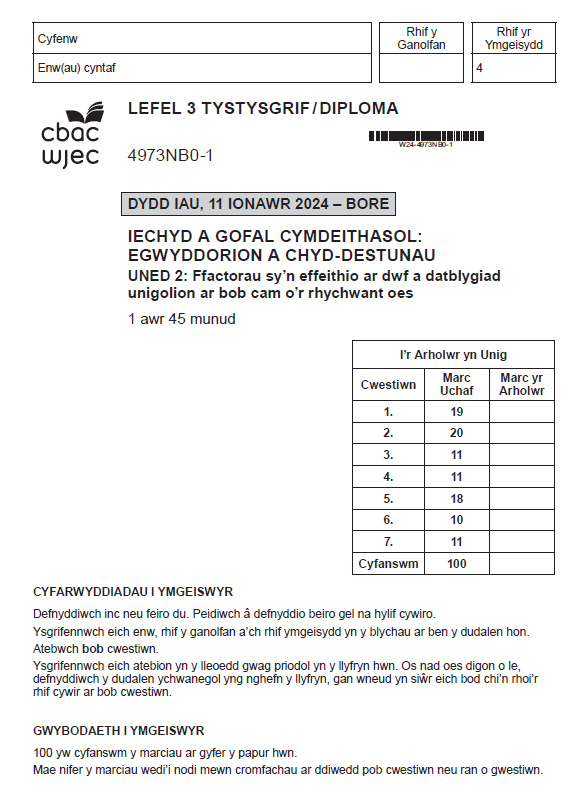 Cyfenw
Rhif y
Ganolfan
Rhif yr
Ymgeisydd
Enw(au) cyntaf
4
cbac
wjec
LEFEL 3 TYSTYSGRIF/DIPLOMA
4973NB0-1
W24-4973NB0-1
DYDD IAU, 11 IONAWR 2024 – BORE
IECHYD A GOFAL CYMDEITHASOL:
EGWYDDORION A CHYD-DESTUNAU
UNED 2: Ffactorau sy’n effeithio ar dwf a datblygiad
unigolion ar bob cam o’r rhychwant oes
1 awr 45 munud
I’r Arholwr yn Unig
Cwestiwn
Marc
Uchaf
Marc yr
Arholwr
1. 19
2. 20
3. 11
4. 11
5. 18
6. 10
7. 11
Cyfanswm 100
CYFARWYDDIADAU I YMGEISWYR
Defnyddiwch inc neu feiro du. Peidiwch â defnyddio beiro gel na hylif cywiro.
Ysgrifennwch eich enw, rhif y ganolfan a’ch rhif ymgeisydd yn y blychau ar ben y dudalen hon.
Atebwch bob cwestiwn.
Ysgrifennwch eich atebion yn y lleoedd gwag priodol yn y llyfryn hwn. Os nad oes digon o le,
defnyddiwch y dudalen ychwanegol yng nghefn y llyfryn, gan wneud yn siŵr eich bod chi’n rhoi’r
rhif cywir ar bob cwestiwn.
GWYBODAETH I YMGEISWYR
100 yw cyfanswm y marciau ar gyfer y papur hwn.
Mae nifer y marciau wedi’i nodi mewn cromfachau ar ddiwedd pob cwestiwn neu ran o gwestiwn.